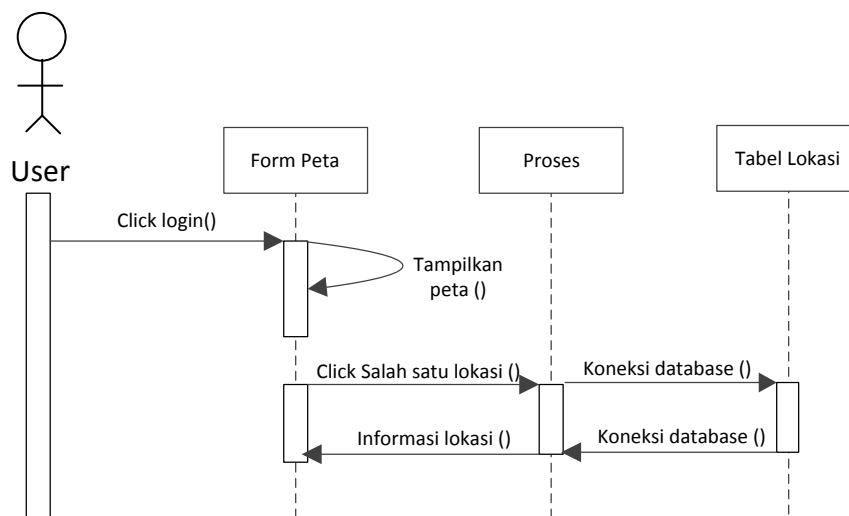 User
Form Peta
Proses
Tabel Lokasi
Click login()
Tampilkan
peta ()
Click Salah satu lokasi ()
Koneksi database ()
Informasi lokasi ()
Koneksi database ()